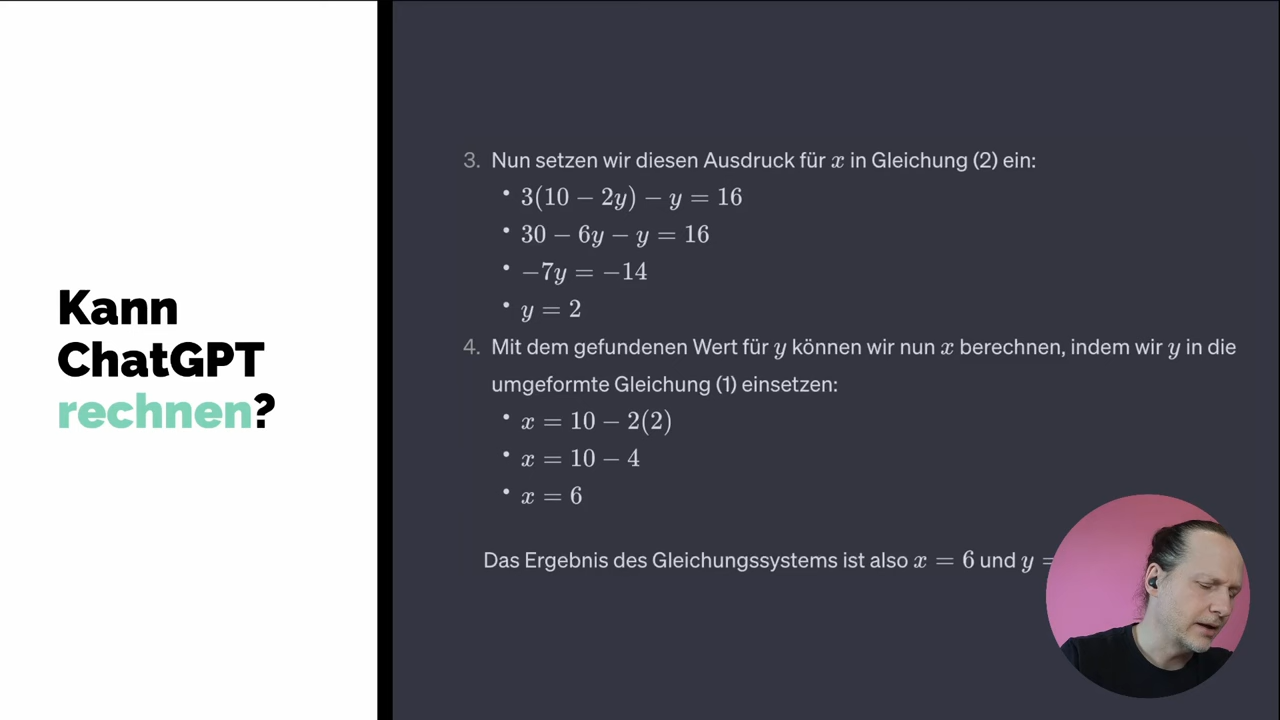 Kann
ChatGPT
rechnen?
3. Nun setzen wir diesen Ausdruck für x in Gleichung (2) ein:
• 3(10 − 2y) − y = 16
• 30 − 6y − y = 16
• −7y = −14
• y = 2
4. Mit dem gefundenen Wert für y können wir nun x berechnen, indem wir y in die
umgeformte Gleichung (1) einsetzen:
• x = 10 − 2(2)
• x = 10 − 4
• x = 6
Das Ergebnis des Gleichungssystems ist also x = 6 und y =